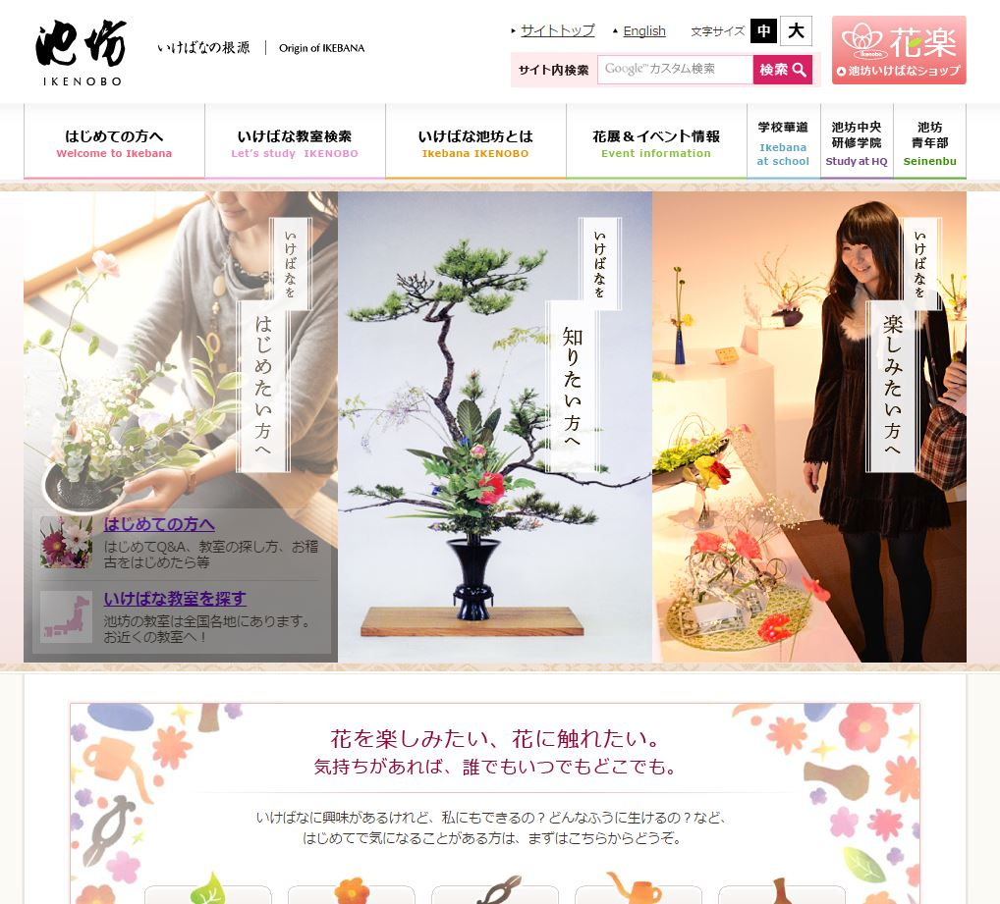 池坊
IKENOBO
いけばなの根源 | Origin of IKEBANA
サイトトップ
English
文字サイズ 中 大
サイト内検索 Google™カスタム検索 検索
Ikenobo
花楽
池坊いけばなショップ
はじめての方へ
Welcome to Ikebana
いけばな教室検索
Let's study IKENOBO
いけばな池坊とは
Ikebana IKENOBO
花展＆イベント情報
Event information
学校華道
Ikebana
at school
池坊中央
研修学院
Study at HQ
池坊
青年部
Seinenbu
いけばなを
はじめたい方へ
いけばなを
知りたい方へ
いけばなを
楽しみたい方へ
はじめての方へ
はじめてQ&A、教室の探し方、お稽
古をはじめたら等
いけばな教室を探す
池坊の教室は全国各地にあります。
お近くの教室へ！
花を楽しみたい、花に触れたい。
気持ちがあれば、誰でもいつでもどこでも。
いけばなに興味があるけれど、私にもできるの？どんなふうに生けるの？など、
はじめてで気になることがある方は、まずはこちらからどうぞ。